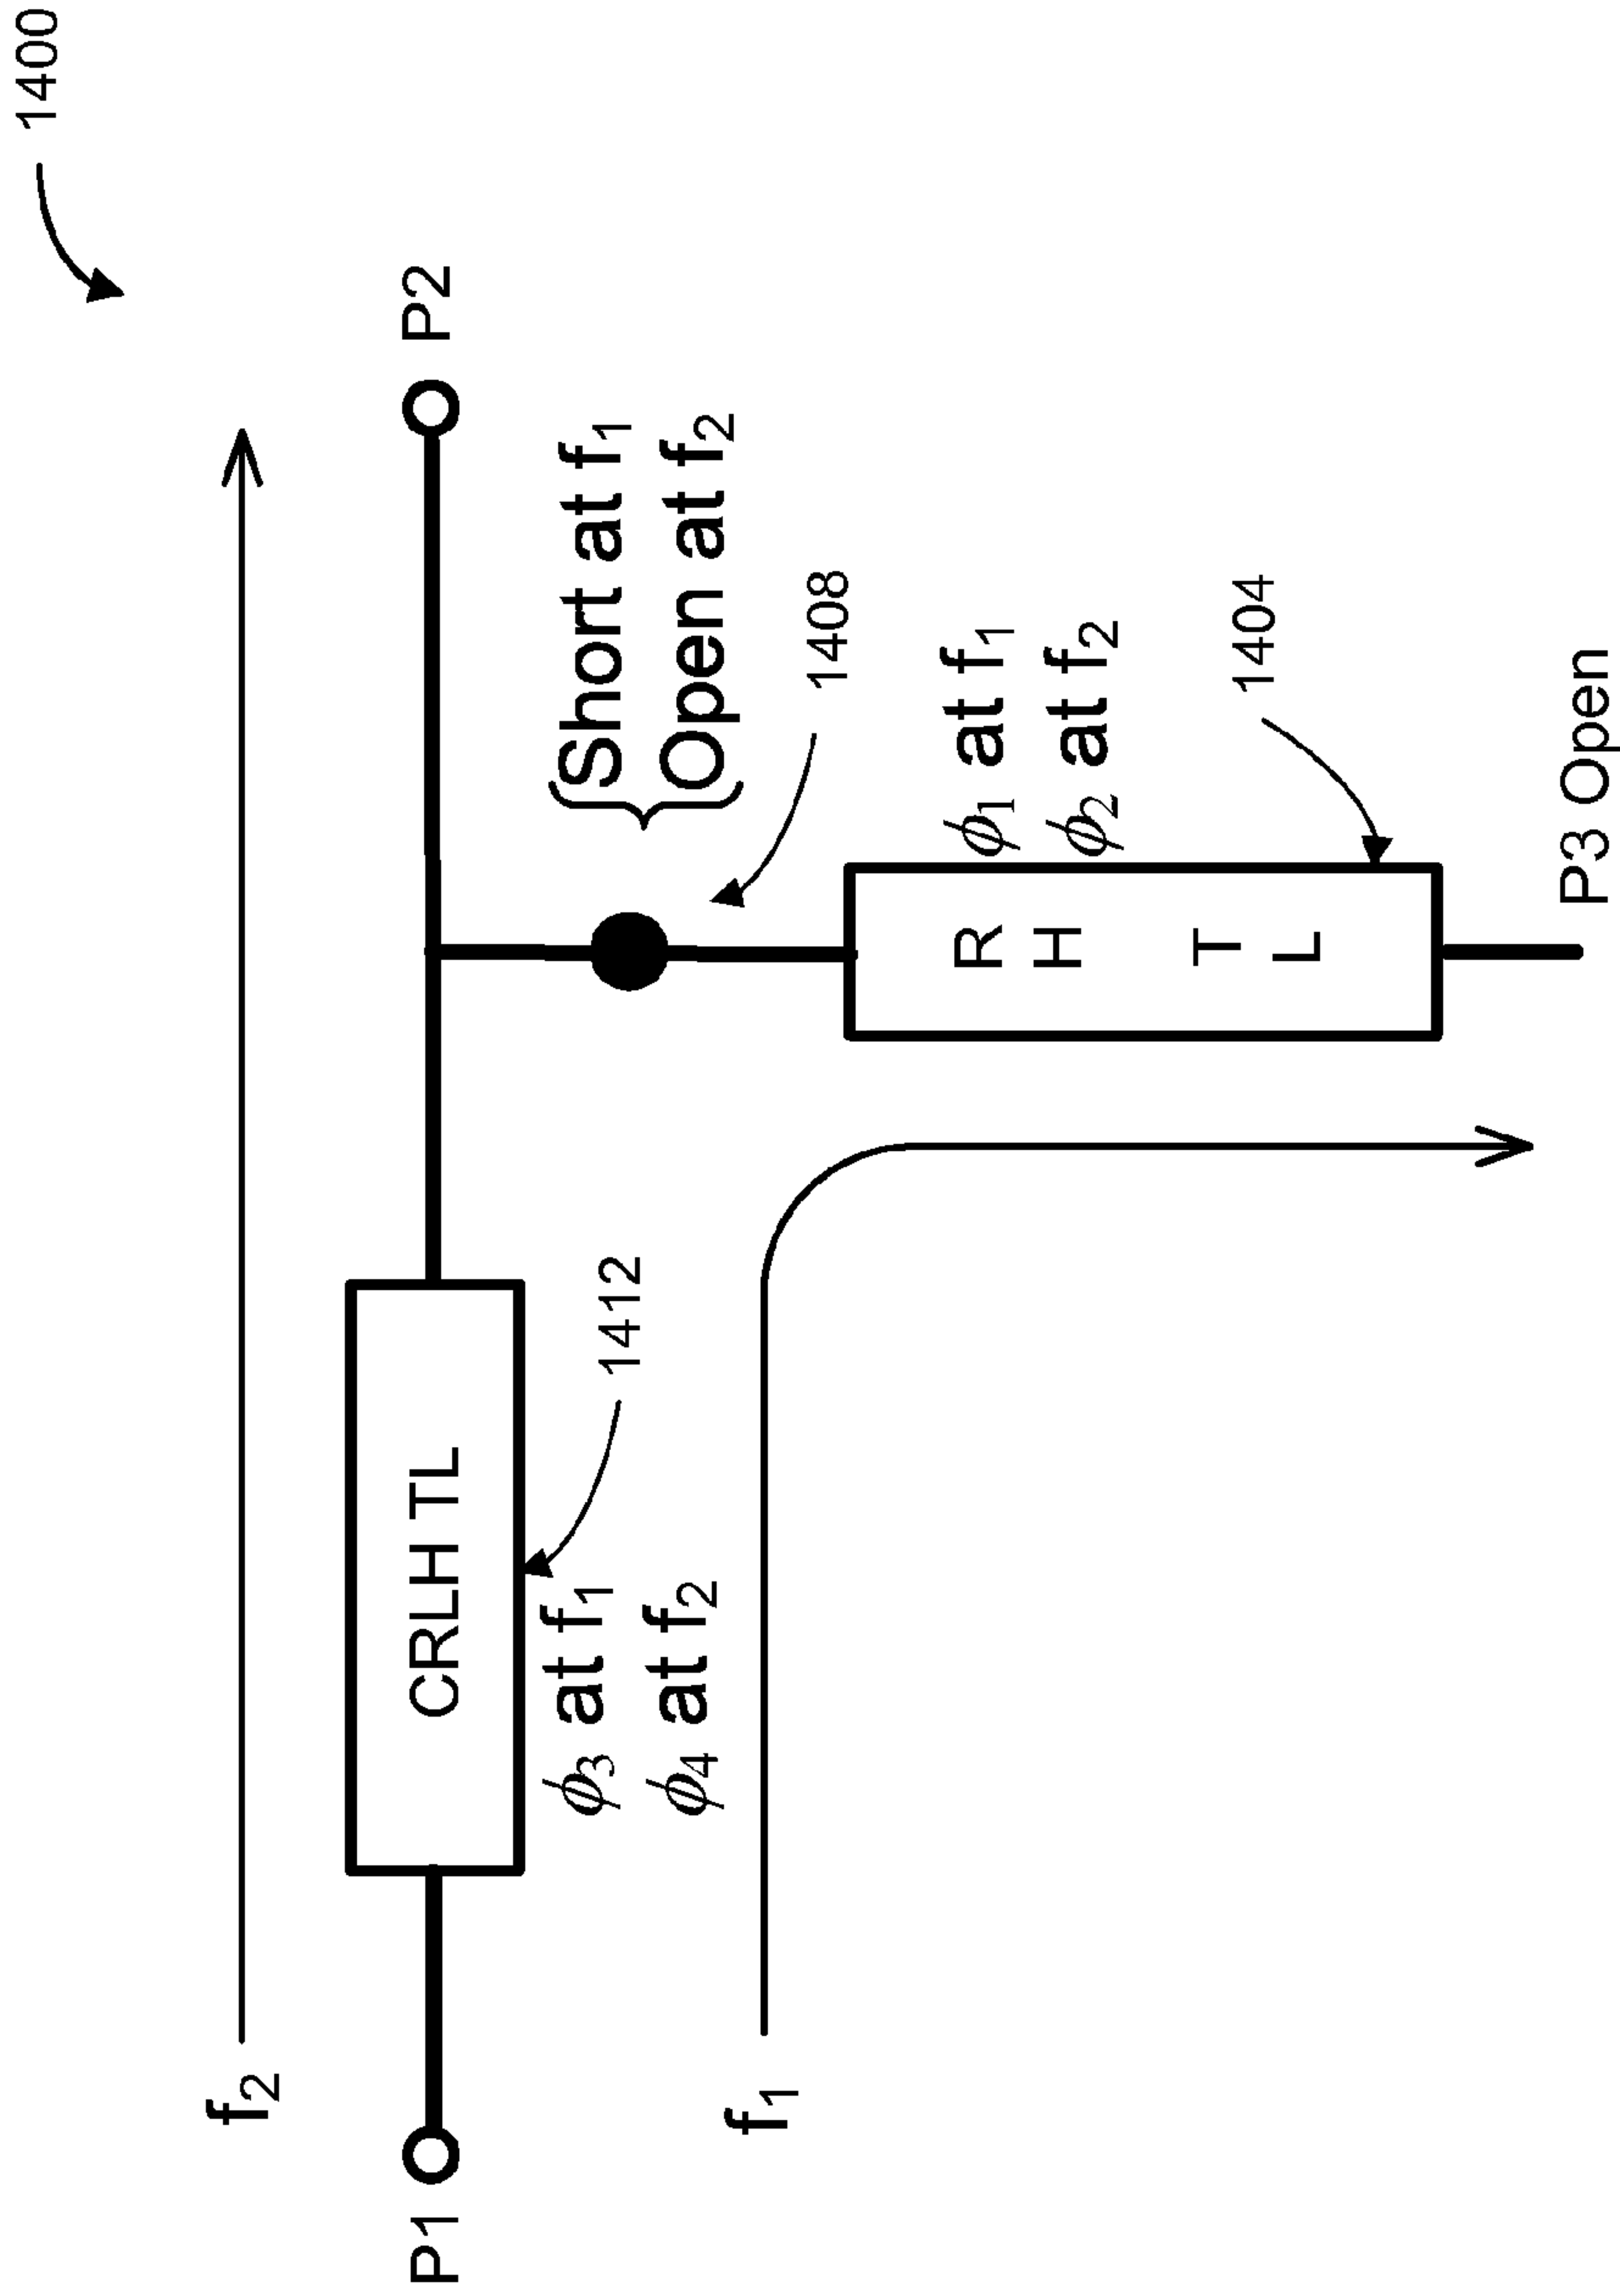 1400
f₂
P1
CRLH TL
P2
ϕ₃ at f₁
ϕ₄ at f₂
1412
Short at f₁
Open at f₂
1408
f₁
R
H
T
L
ϕ₁ at f₁
ϕ₂ at f₂
1404
P3 Open